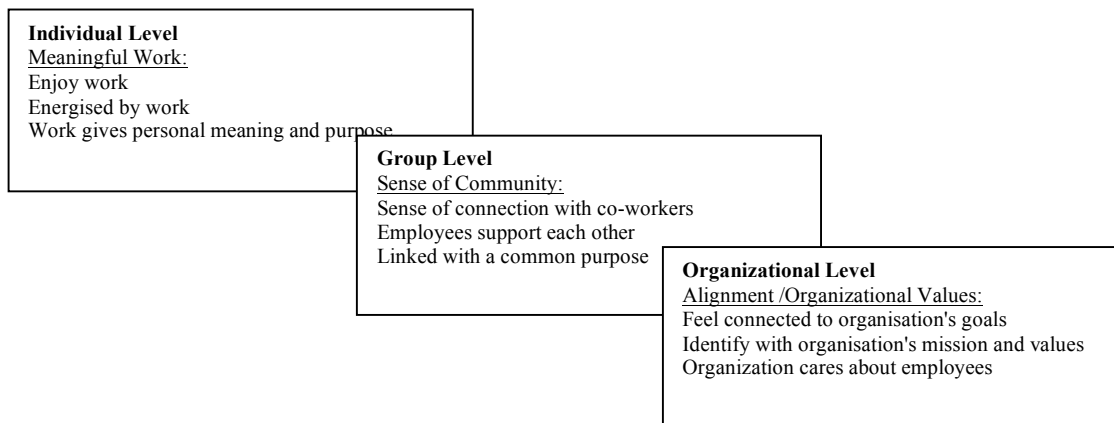 Individual Level
Meaningful Work:
Enjoy work
Energised by work
Work gives personal meaning and purpose
Group Level
Sense of Community:
Sense of connection with co-workers
Employees support each other
Linked with a common purpose
Organizational Level
Alignment /Organizational Values:
Feel connected to organisation's goals
Identify with organisation's mission and values
Organization cares about employees